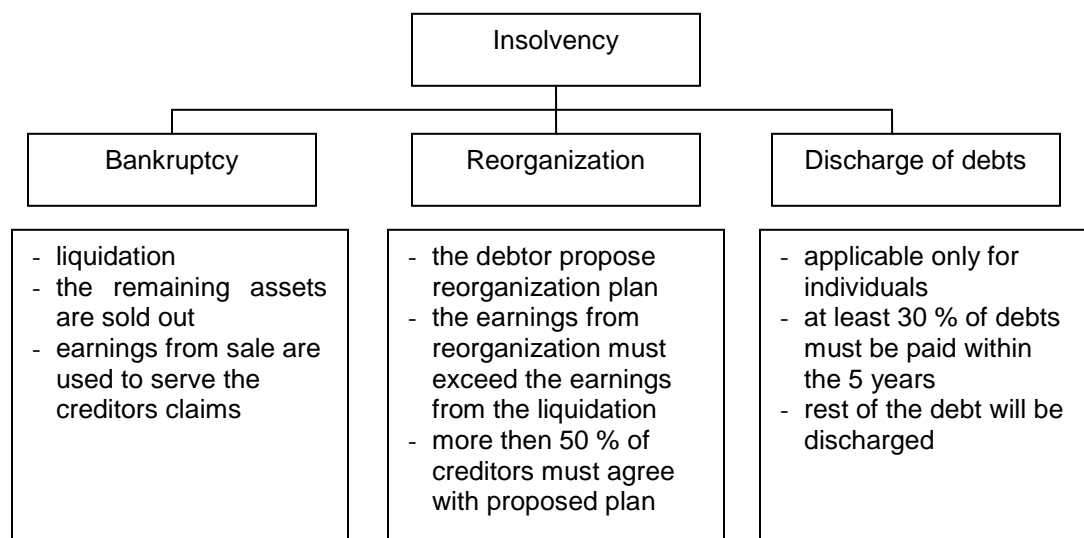 Insolvency
Bankruptcy
Reorganization
Discharge of debts
- liquidation
- the remaining assets
are sold out
- earnings from sale are
used to serve the
creditors claims
- the debtor propose
reorganization plan
- the earnings from
reorganization must
exceed the earnings
from the liquidation
- more then 50 % of
creditors must agree
with proposed plan
- applicable only for
individuals
- at least 30 % of debts
must be paid within
the 5 years
- rest of the debt will be
discharged